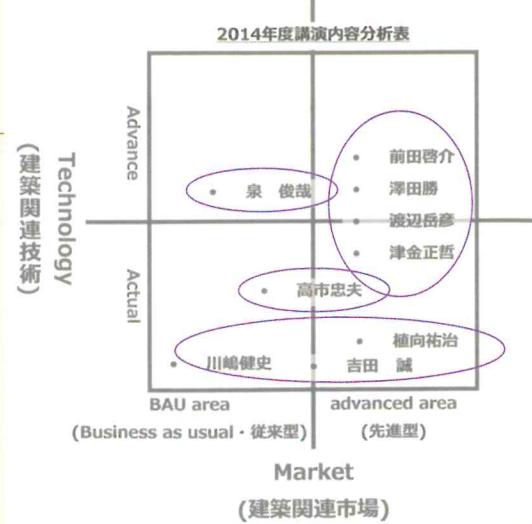 2014年度講演内容分析表
Advance
前田啓介
泉 俊哉
澤田勝
渡辺岳彦
津金正哲
Technology
(建築関連技術)
Actual
高市忠夫
植向祐治
川嶋健史
吉田 誠
BAU area
advanced area
(Business as usual・従来型)
(先進型)
Market
(建築関連市場)